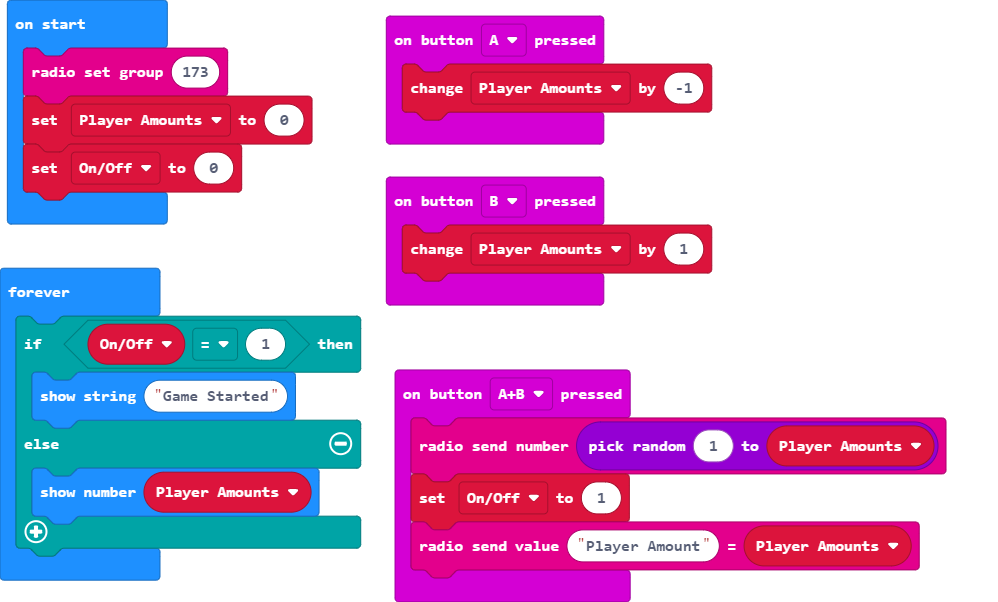 on start
radio set group 173
set Player Amounts to 0
set On/Off to 0
forever
if On/Off = 1 then
show string "Game Started"
else
show number Player Amounts
on button A pressed
change Player Amounts by -1
on button B pressed
change Player Amounts by 1
on button A+B pressed
radio send number pick random 1 to Player Amounts
set On/Off to 1
radio send value "Player Amount" = Player Amounts